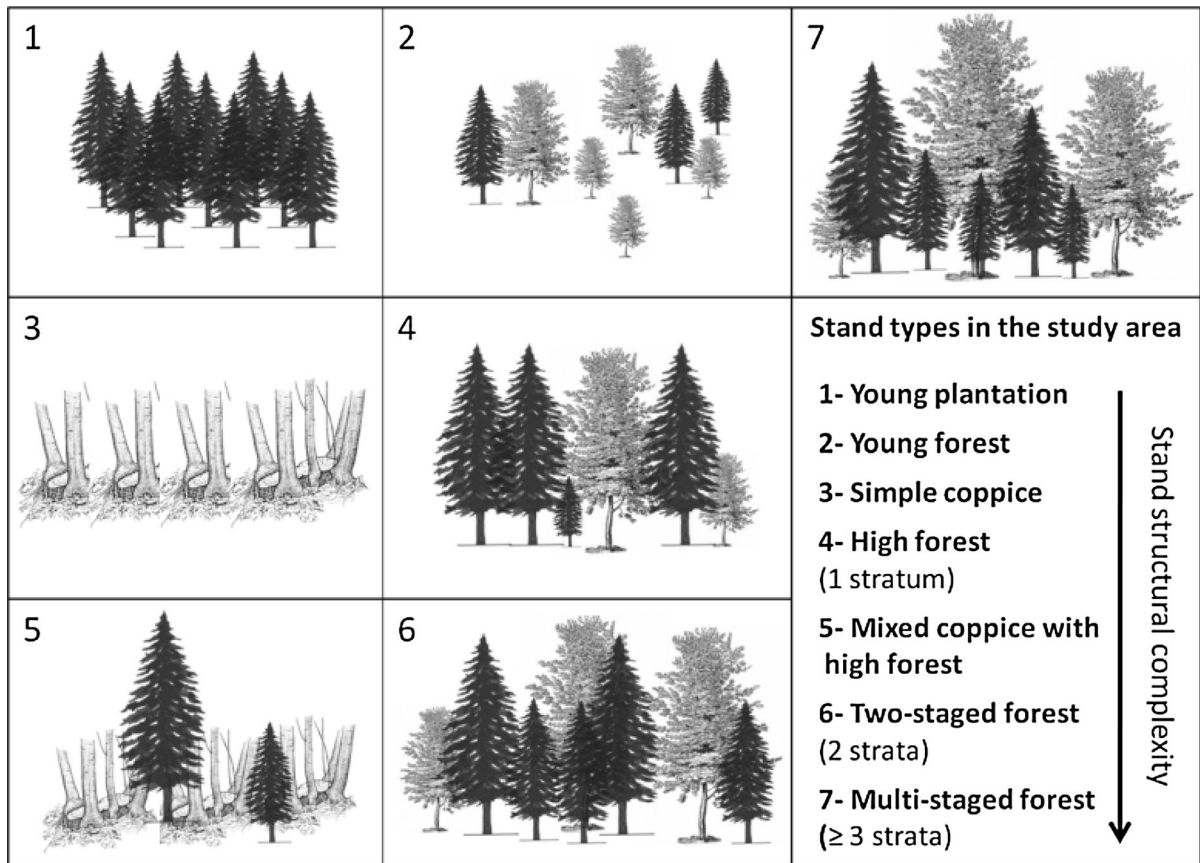 1
2
7
3
4
5
6
Stand types in the study area
1- Young plantation
2- Young forest
3- Simple coppice
4- High forest
(1 stratum)
5- Mixed coppice with
high forest
6- Two-staged forest
(2 strata)
7- Multi-staged forest
(≥ 3 strata)
Stand structural complexity